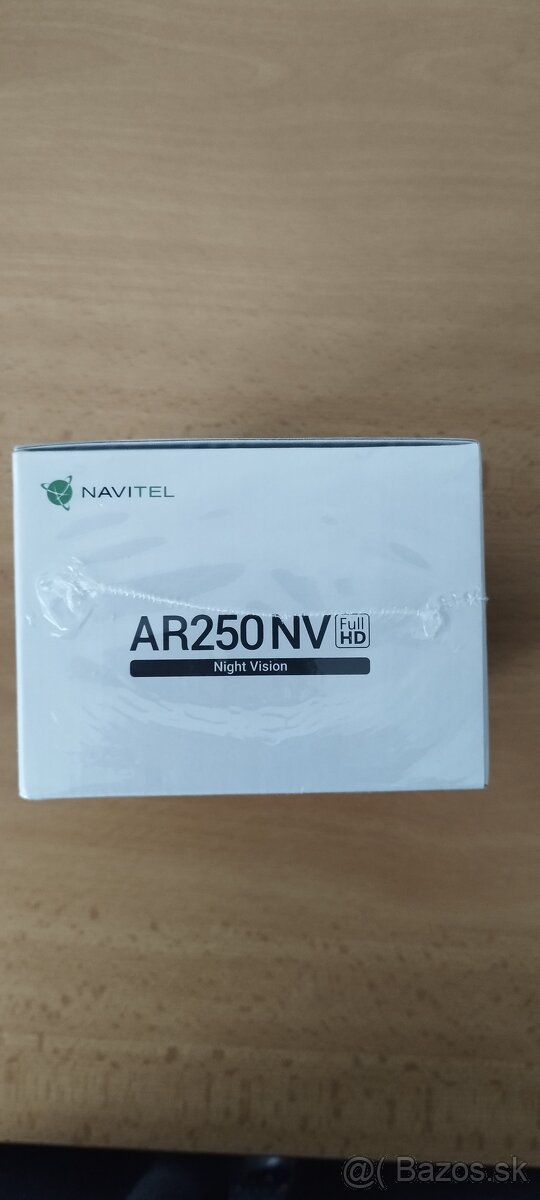 NAVITEL
AR250 NV Full HD
Night Vision
@( Bazos.sk